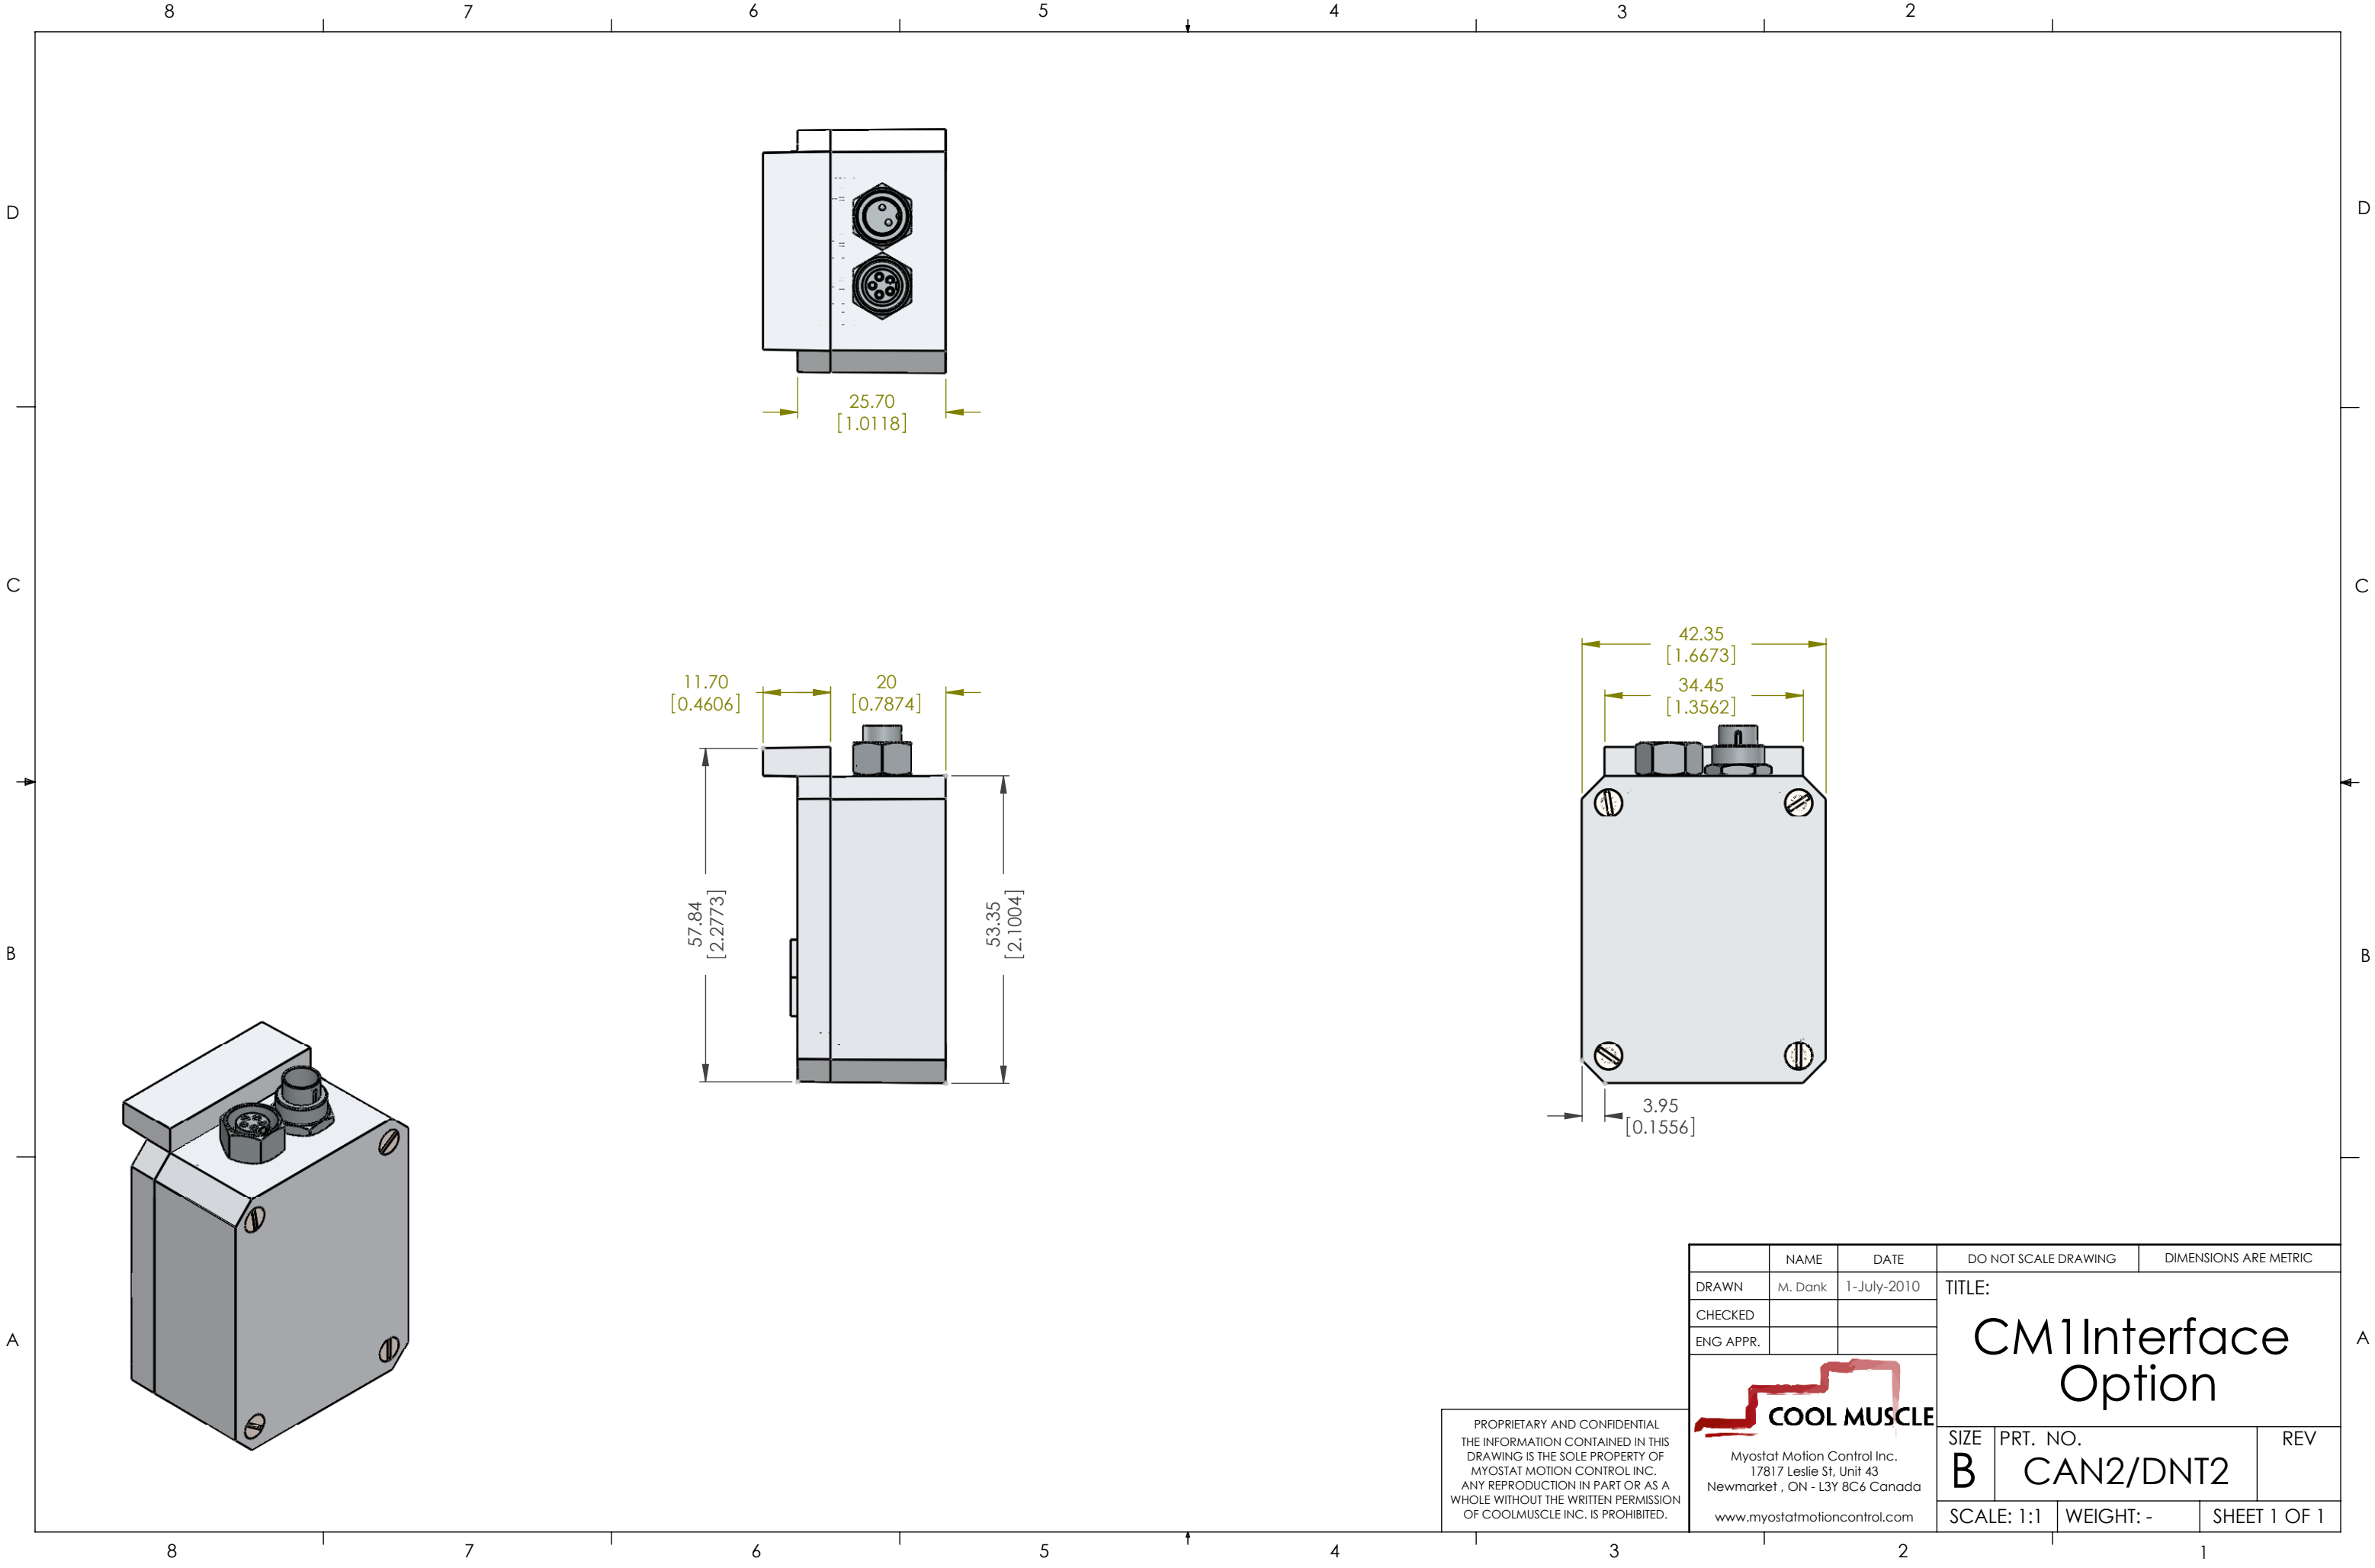 8 7 6 5 4 3 2
D D
25.70
[1.0118]
C C
42.35
[1.6673]
34.45
[1.3562]
11.70
[0.4606]
20
[0.7874]
57.84
[2.2773]
53.35
[2.1004]
B B
3.95
[0.1556]
A A
NAME DATE DO NOT SCALE DRAWING DIMENSIONS ARE METRIC
DRAWN M. Dank 1-July-2010
CHECKED
ENG APPR.
TITLE:
CM1Interface
Option
COOL MUSCLE
Myostat Motion Control Inc.
17817 Leslie St, Unit 43
Newmarket , ON - L3Y 8C6 Canada
www.myostatmotioncontrol.com
PROPRIETARY AND CONFIDENTIAL
THE INFORMATION CONTAINED IN THIS
DRAWING IS THE SOLE PROPERTY OF
MYOSTAT MOTION CONTROL INC.
ANY REPRODUCTION IN PART OR AS A
WHOLE WITHOUT THE WRITTEN PERMISSION
OF COOLMUSCLE INC. IS PROHIBITED.
SIZE PRT. NO. REV
B CAN2/DNT2
SCALE: 1:1 WEIGHT: - SHEET 1 OF 1
8 7 6 5 4 3 2 1